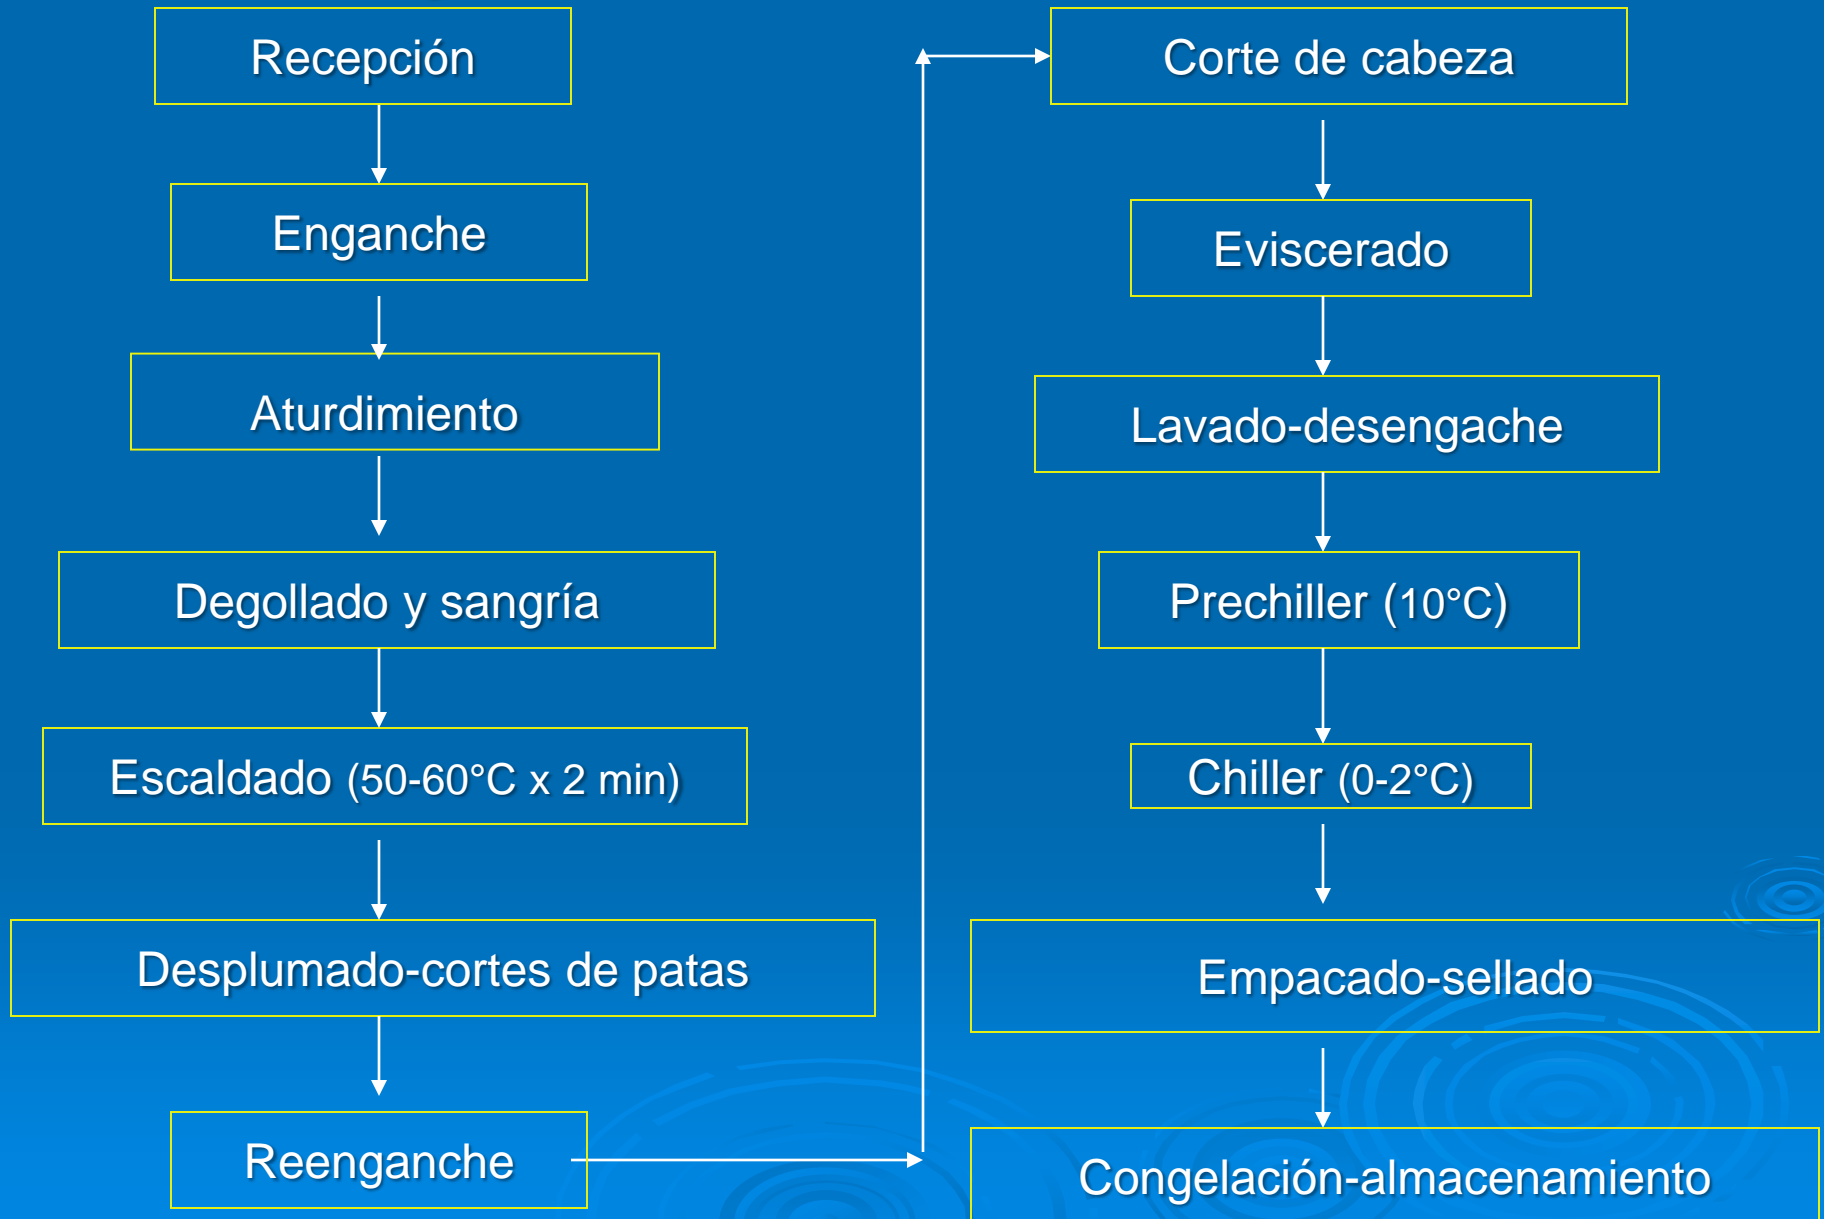 Recepción
Enganche
Aturdimiento
Degollado y sangría
Escaldado (50-60°C x 2 min)
Desplumado-cortes de patas
Reenganche
Corte de cabeza
Eviscerado
Lavado-desengache
Prechiller (10°C)
Chiller (0-2°C)
Empacado-sellado
Congelación-almacenamiento